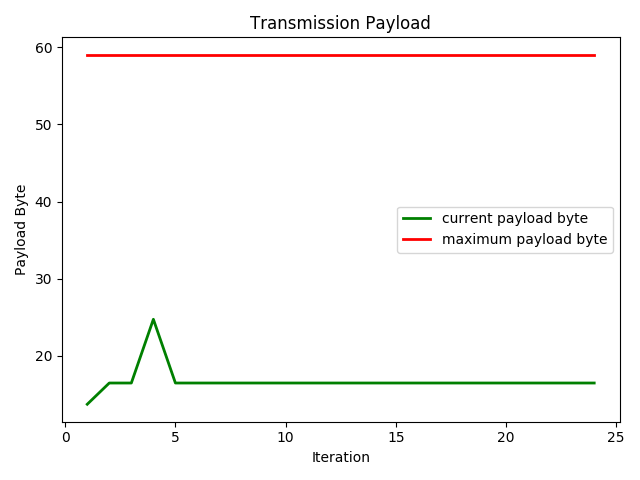 Transmission Payload
60
50
40
30
20
Payload Byte
current payload byte
maximum payload byte
0 5 10 15 20 25
Iteration